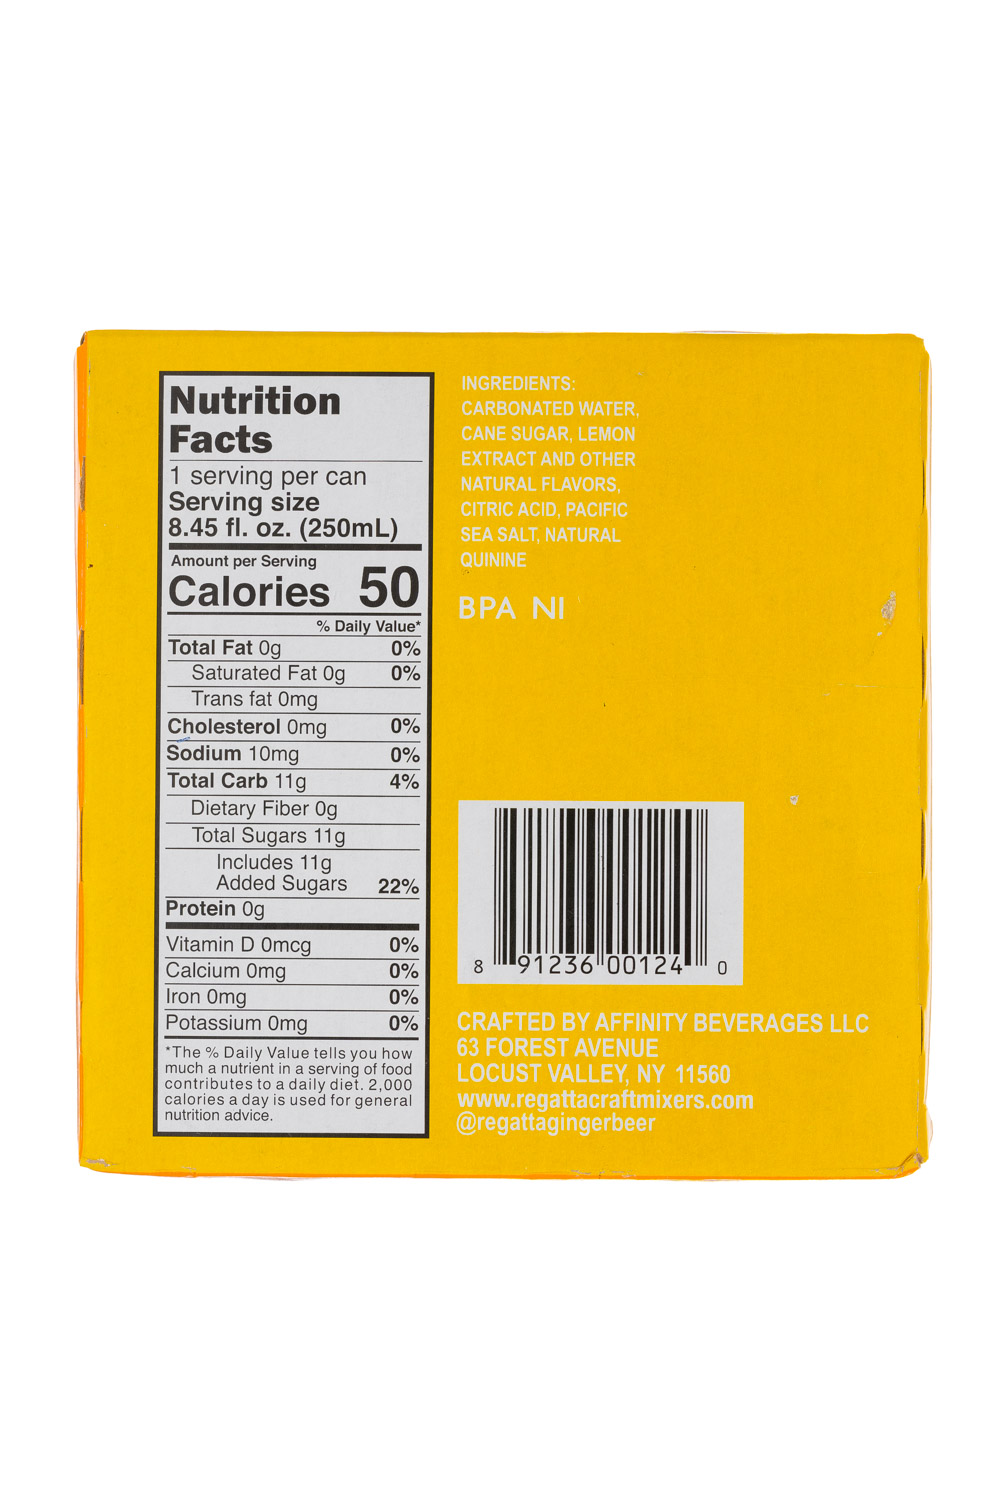 Nutrition
Facts
1 serving per can
Serving size
8.45 fl. oz. (250mL)
Amount per Serving
Calories 50
% Daily Value*
Total Fat 0g 0%
Saturated Fat 0g 0%
Trans fat 0mg
Cholesterol 0mg 0%
Sodium 10mg 0%
Total Carb 11g 4%
Dietary Fiber 0g
Total Sugars 11g
Includes 11g
Added Sugars 22%
Protein 0g
Vitamin D 0mcg 0%
Calcium 0mg 0%
Iron 0mg 0%
Potassium 0mg 0%
*The % Daily Value tells you how
much a nutrient in a serving of food
contributes to a daily diet. 2,000
calories a day is used for general
nutrition advice.
INGREDIENTS:
CARBONATED WATER,
CANE SUGAR, LEMON
EXTRACT AND OTHER
NATURAL FLAVORS,
CITRIC ACID, PACIFIC
SEA SALT, NATURAL
QUININE
BPA NI
8 91236 00124 0
CRAFTED BY AFFINITY BEVERAGES LLC
63 FOREST AVENUE
LOCUST VALLEY, NY 11560
www.regattacraftmixers.com
@regattagingerbeer